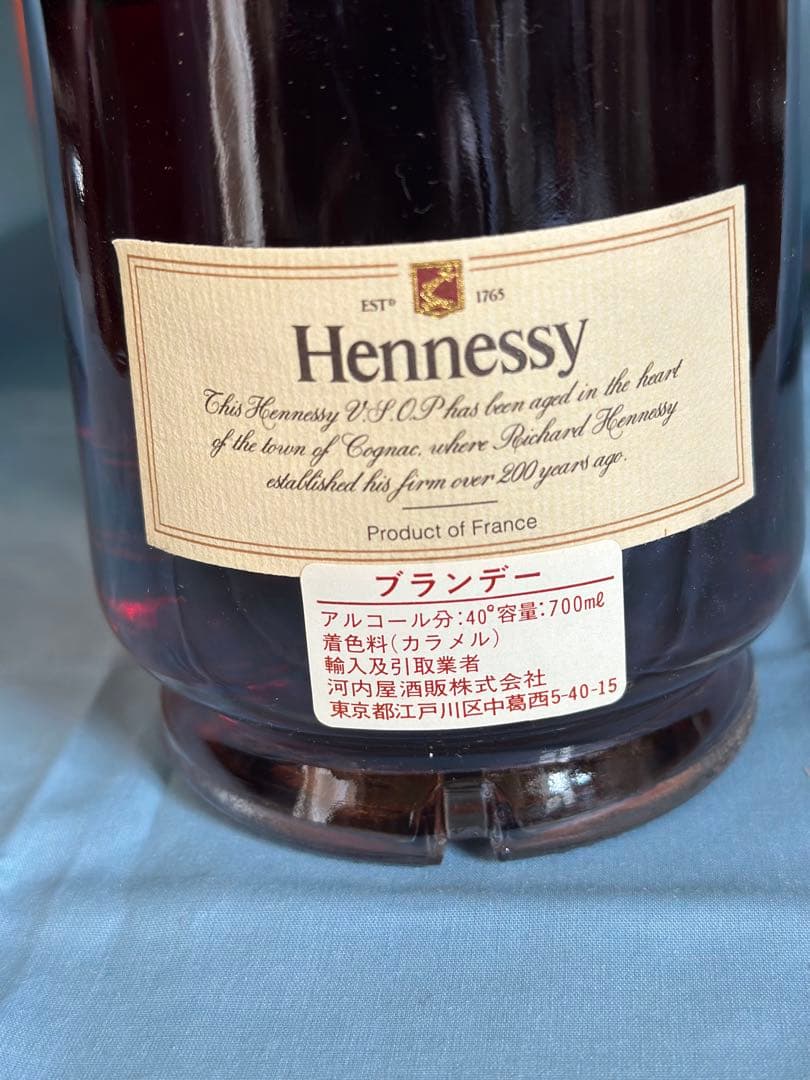 ESTD 1765
Hennessy
This Hennessy V.S.O.P has been aged in the heart
of the town of Cognac, where Richard Hennessy
established his firm over 200 years ago.
Product of France
ブランデー
アルコール分:40°容量:700mℓ
着色料(カラメル)
輸入及引取業者
河内屋酒販株式会社
東京都江戸川区中葛西5-40-15